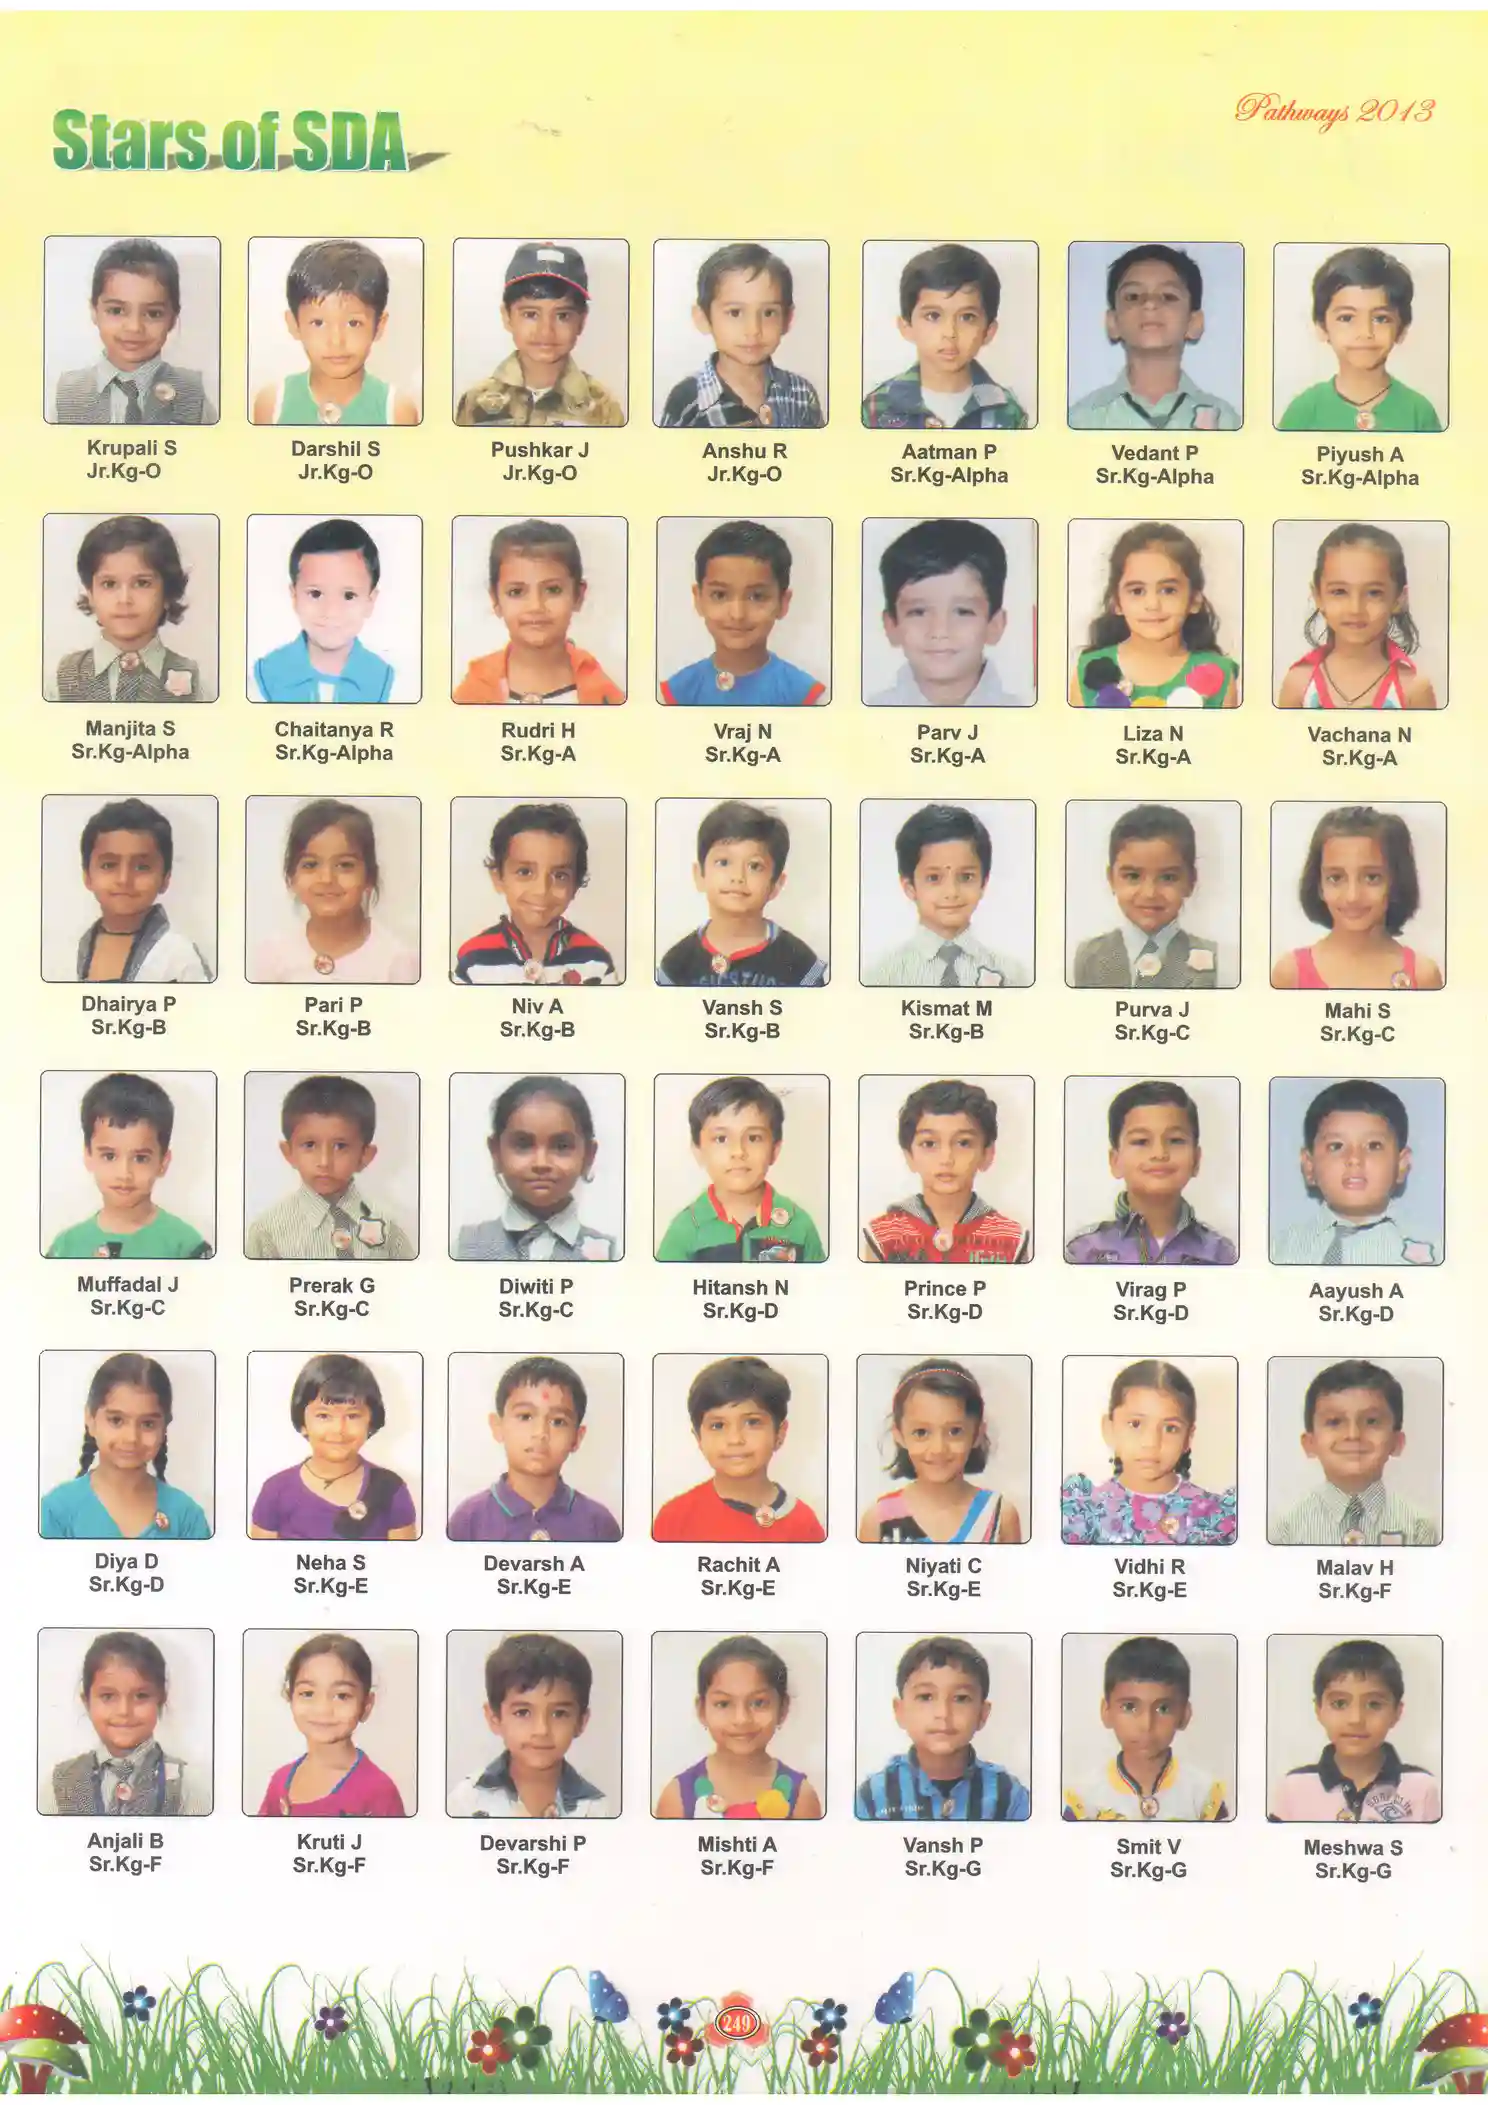 Stars of SDA
Pathways 2013
Krupali S
Jr.Kg-O
Darshil S
Jr.Kg-O
Pushkar J
Jr.Kg-O
Anshu R
Jr.Kg-O
Aatman P
Sr.Kg-Alpha
Vedant P
Sr.Kg-Alpha
Piyush A
Sr.Kg-Alpha
Manjita S
Sr.Kg-Alpha
Chaitanya R
Sr.Kg-Alpha
Rudri H
Sr.Kg-A
Vraj N
Sr.Kg-A
Parv J
Sr.Kg-A
Liza N
Sr.Kg-A
Vachana N
Sr.Kg-A
Dhairya P
Sr.Kg-B
Pari P
Sr.Kg-B
Niv A
Sr.Kg-B
Vansh S
Sr.Kg-B
Kismat M
Sr.Kg-B
Purva J
Sr.Kg-C
Mahi S
Sr.Kg-C
Muffadal J
Sr.Kg-C
Prerak G
Sr.Kg-C
Diwiti P
Sr.Kg-C
Hitansh N
Sr.Kg-D
Prince P
Sr.Kg-D
Virag P
Sr.Kg-D
Aayush A
Sr.Kg-D
Diya D
Sr.Kg-D
Neha S
Sr.Kg-E
Devarsh A
Sr.Kg-E
Rachit A
Sr.Kg-E
Niyati C
Sr.Kg-E
Vidhi R
Sr.Kg-E
Malav H
Sr.Kg-F
Anjali B
Sr.Kg-F
Kruti J
Sr.Kg-F
Devarshi P
Sr.Kg-F
Mishti A
Sr.Kg-F
Vansh P
Sr.Kg-G
Smit V
Sr.Kg-G
Meshwa S
Sr.Kg-G
249